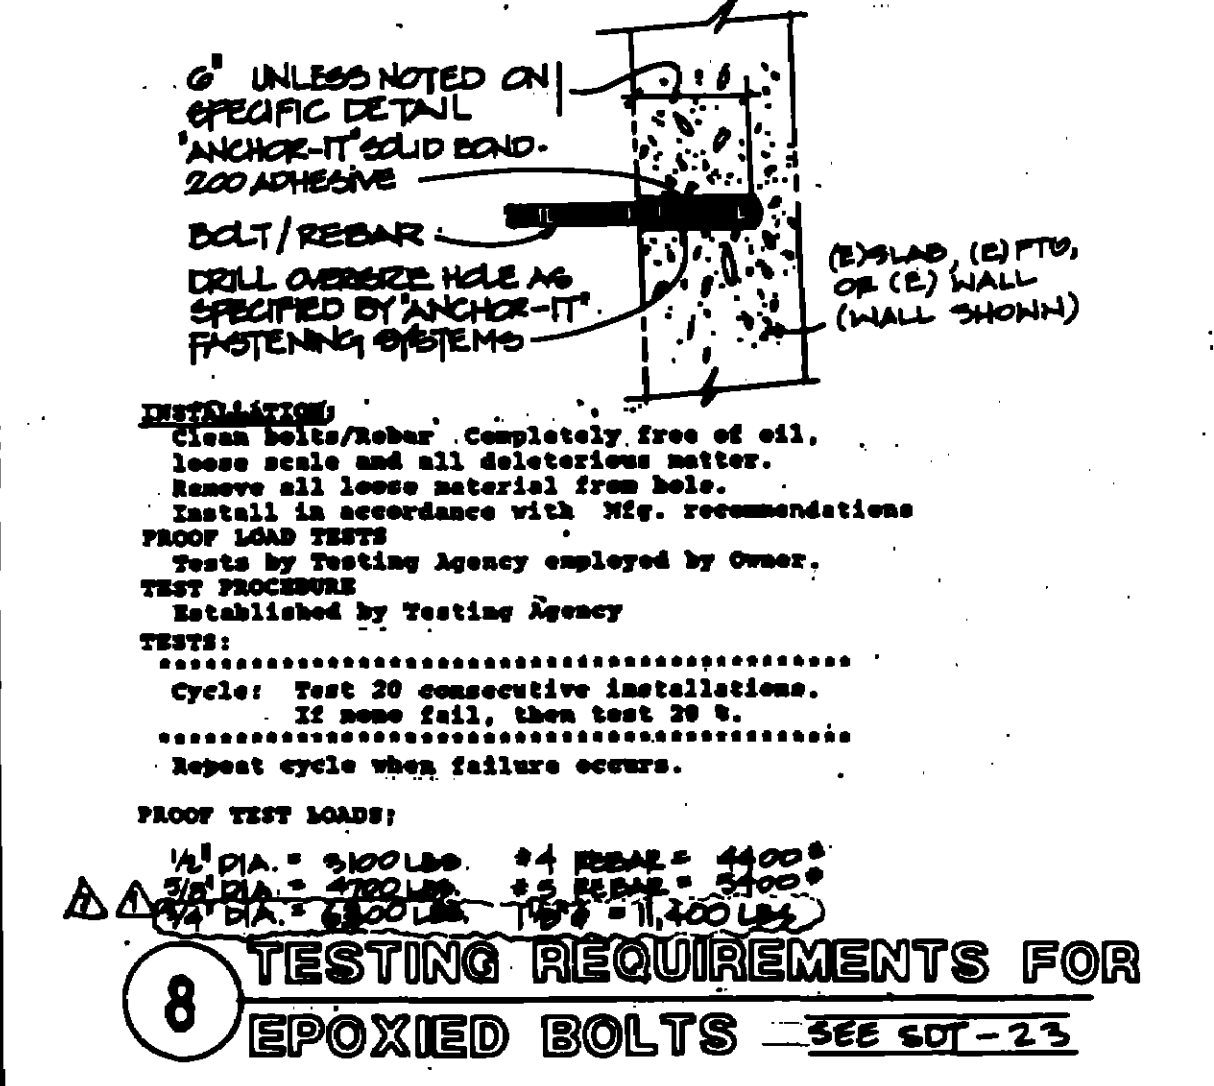 6" UNLESS NOTED ON
SPECIFIC DETAIL
"ANCHOR-IT" SOLID BOND-
200 ADHESIVE
BOLT/REBAR
DRILL OVERSIZE HOLE AS
SPECIFIED BY "ANCHOR-IT"
FASTENING SYSTEMS
(E) SLAB, (E) FTG,
OR (E) WALL
(WALL SHOWN)
INSTALLATION;
Clean bolts/Rebar Completely free of oil,
loose scale and all deleterious matter.
Remove all loose material from hole.
Install in accordance with Mfg. recommendations
PROOF LOAD TESTS
Tests by Testing Agency employed by Owner.
TEST PROCEDURE
Established by Testing Agency
TESTS:
Cycle: Test 20 consecutive installations.
If none fail, then test 20 %.
Repeat cycle when failure occurs.
PROOF TEST LOADS;
1/2" DIA. = 3100 LBS. #4 REBAR = 4400#
5/8" DIA. = 4700 LBS. #5 REBAR = 5400#
3/4" DIA. = LBS. = 11,400 LBS
8
TESTING REQUIREMENTS FOR
EPOXIED BOLTS SEE SDT-23